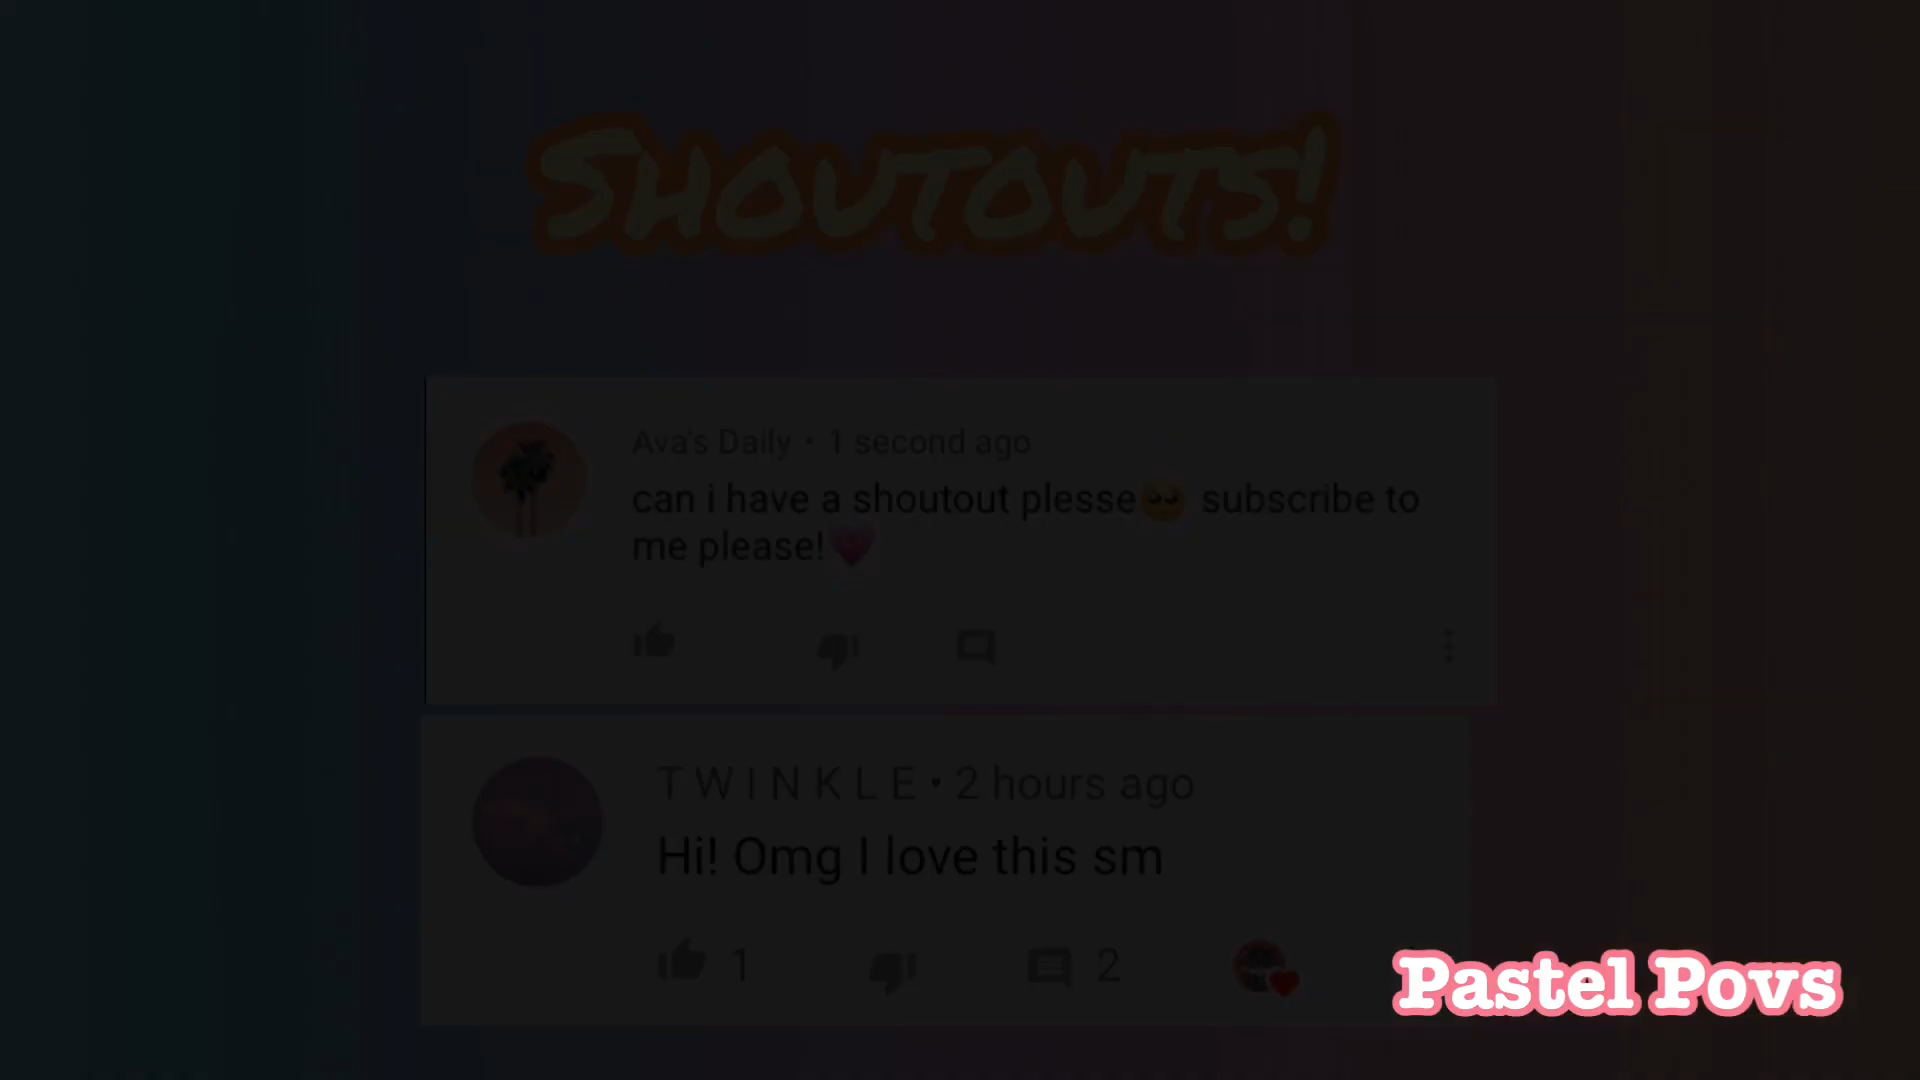 SHOUTOUTS!
Ava's Daily • 1 second ago
can i have a shoutout plesse🥺 subscribe to
me please!💗
T W I N K L E • 2 hours ago
Hi! Omg I love this sm
1 2
Pastel Povs